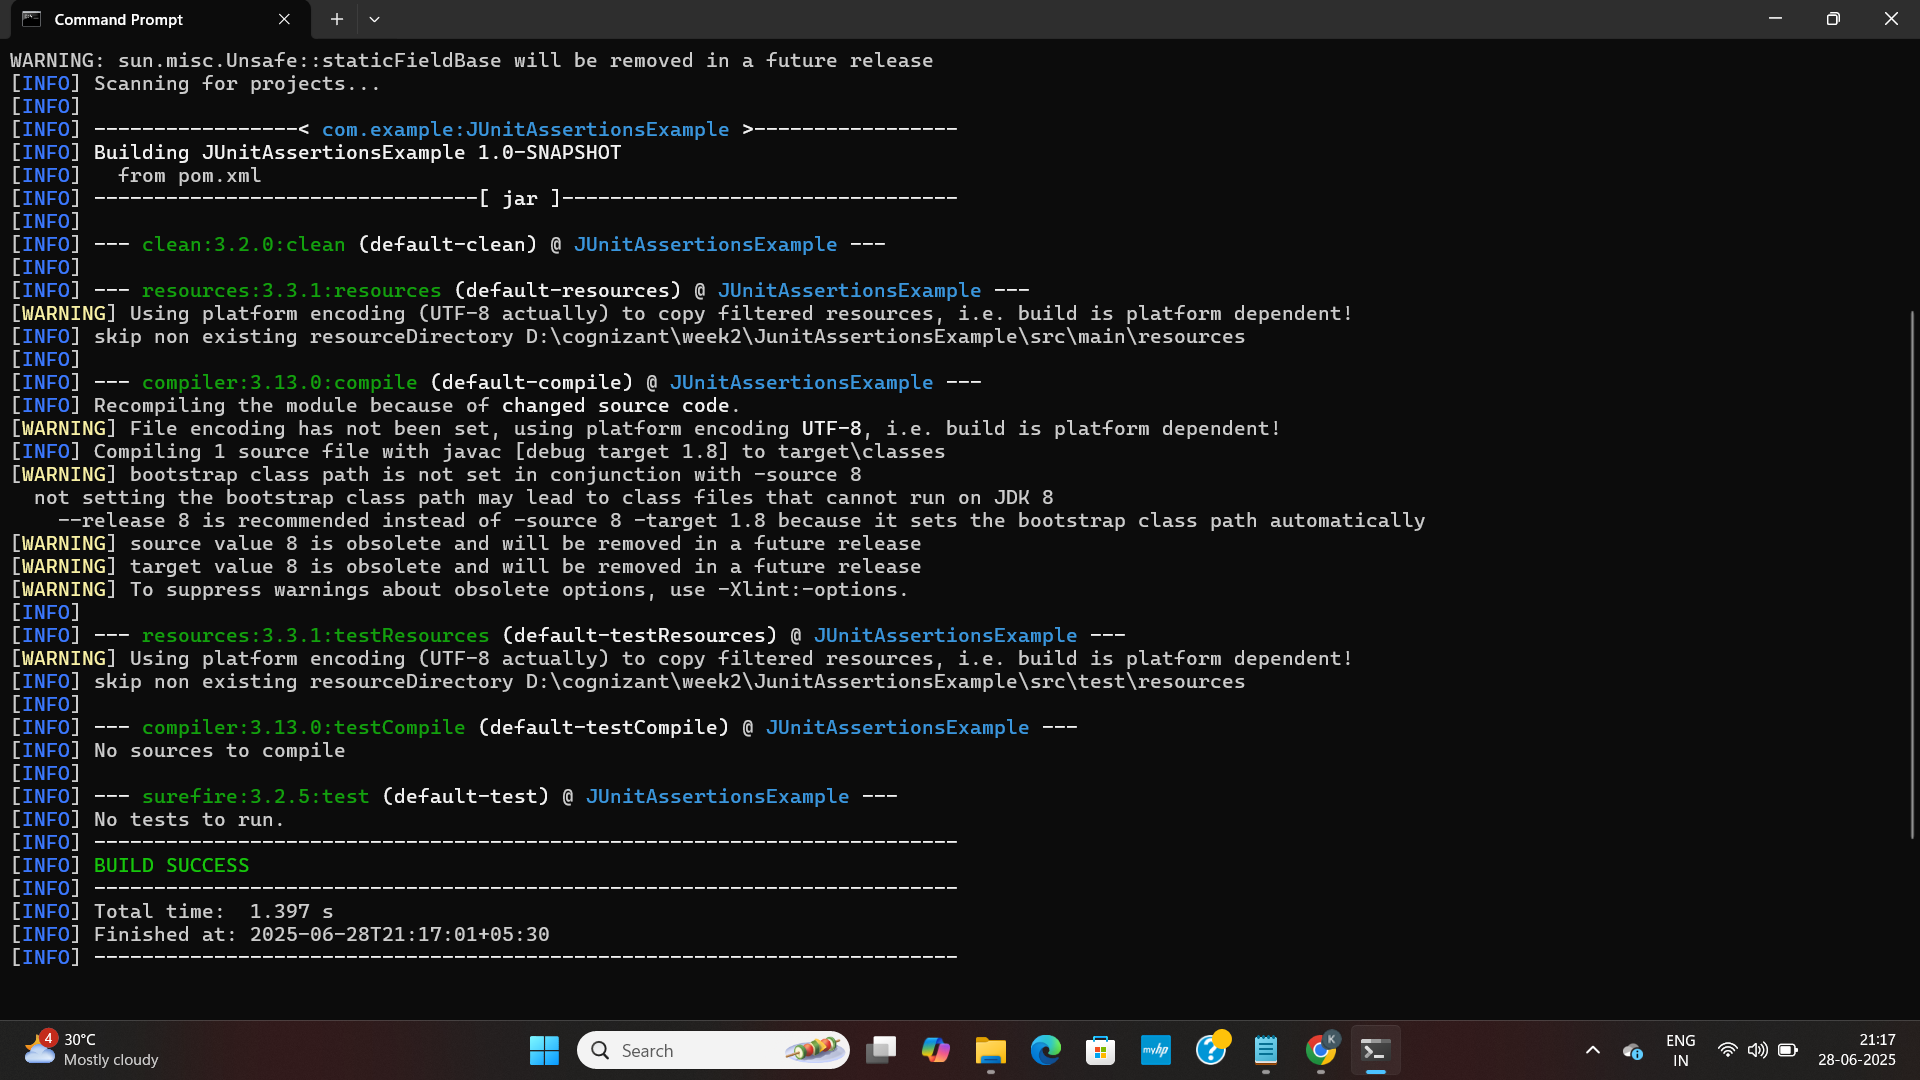 Command Prompt
WARNING: sun.misc.Unsafe::staticFieldBase will be removed in a future release
[INFO] Scanning for projects...
[INFO]
[INFO] -----------------< com.example:JUnitAssertionsExample >-----------------
[INFO] Building JUnitAssertionsExample 1.0-SNAPSHOT
[INFO]   from pom.xml
[INFO] --------------------------------[ jar ]---------------------------------
[INFO]
[INFO] --- clean:3.2.0:clean (default-clean) @ JUnitAssertionsExample ---
[INFO]
[INFO] --- resources:3.3.1:resources (default-resources) @ JUnitAssertionsExample ---
[WARNING] Using platform encoding (UTF-8 actually) to copy filtered resources, i.e. build is platform dependent!
[INFO] skip non existing resourceDirectory D:\cognizant\week2\JunitAssertionsExample\src\main\resources
[INFO]
[INFO] --- compiler:3.13.0:compile (default-compile) @ JUnitAssertionsExample ---
[INFO] Recompiling the module because of changed source code.
[WARNING] File encoding has not been set, using platform encoding UTF-8, i.e. build is platform dependent!
[INFO] Compiling 1 source file with javac [debug target 1.8] to target\classes
[WARNING] bootstrap class path is not set in conjunction with -source 8
  not setting the bootstrap class path may lead to class files that cannot run on JDK 8
    --release 8 is recommended instead of -source 8 -target 1.8 because it sets the bootstrap class path automatically
[WARNING] source value 8 is obsolete and will be removed in a future release
[WARNING] target value 8 is obsolete and will be removed in a future release
[WARNING] To suppress warnings about obsolete options, use -Xlint:-options.
[INFO]
[INFO] --- resources:3.3.1:testResources (default-testResources) @ JUnitAssertionsExample ---
[WARNING] Using platform encoding (UTF-8 actually) to copy filtered resources, i.e. build is platform dependent!
[INFO] skip non existing resourceDirectory D:\cognizant\week2\JunitAssertionsExample\src\test\resources
[INFO]
[INFO] --- compiler:3.13.0:testCompile (default-testCompile) @ JUnitAssertionsExample ---
[INFO] No sources to compile
[INFO]
[INFO] --- surefire:3.2.5:test (default-test) @ JUnitAssertionsExample ---
[INFO] No tests to run.
[INFO] ------------------------------------------------------------------------
[INFO] BUILD SUCCESS
[INFO] ------------------------------------------------------------------------
[INFO] Total time:  1.397 s
[INFO] Finished at: 2025-06-28T21:17:01+05:30
[INFO] ------------------------------------------------------------------------
4
30°C
Mostly cloudy
Search
myhp
K
ENG
IN
21:17
28-06-2025